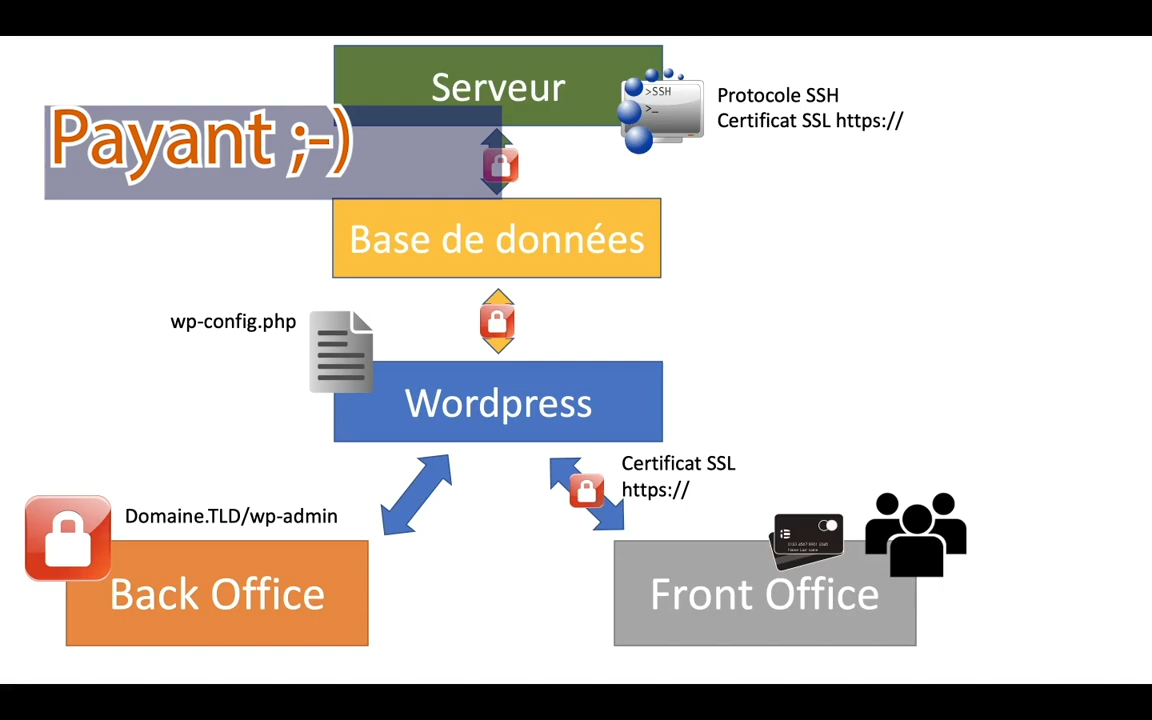 Serveur
>SSH
>_
Protocole SSH
Certificat SSL https://
Payant ;-)
Base de données
wp-config.php
Wordpress
Certificat SSL
https://
Domaine.TLD/wp-admin
Back Office
Front Office